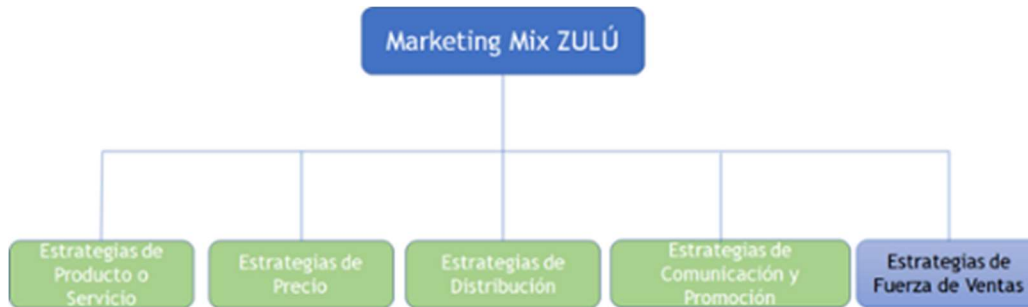 Marketing Mix ZULÚ
Estrategias de
Producto o
Servicio
Estrategias de
Precio
Estrategias de
Distribución
Estrategias de
Comunicación y
Promoción
Estrategias de
Fuerza de Ventas